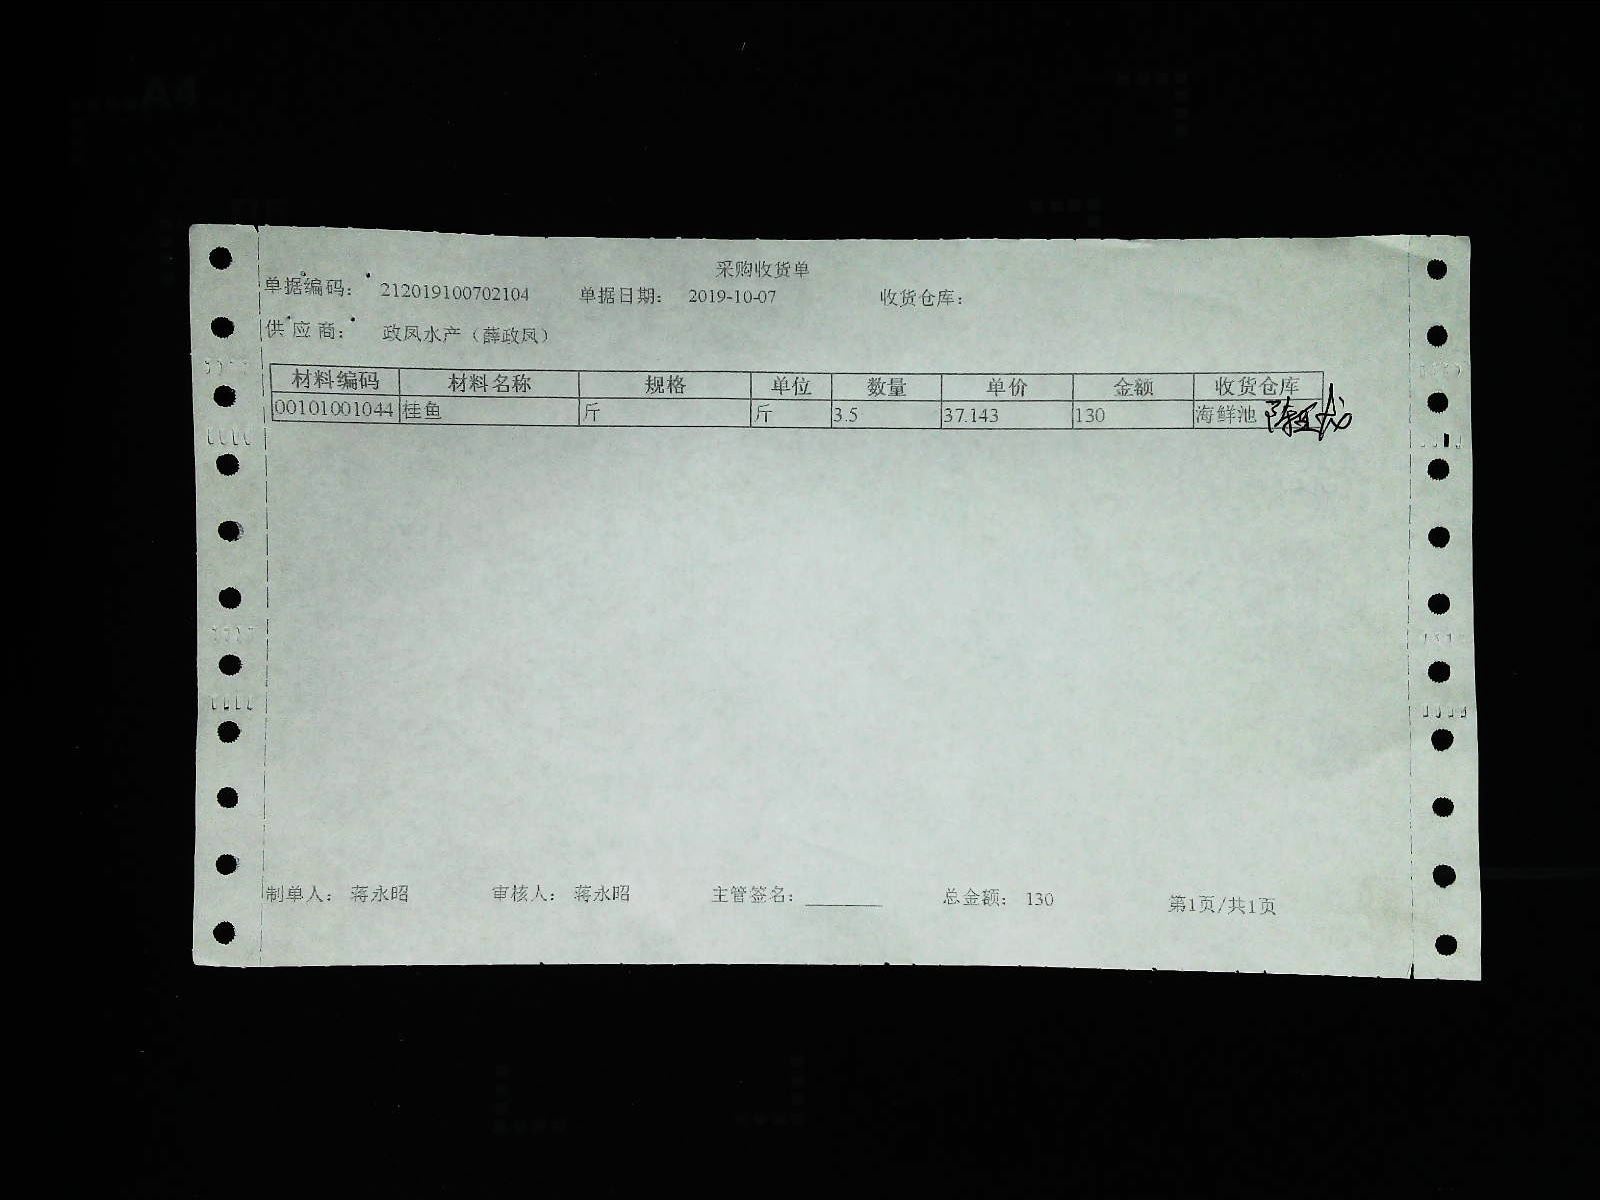 采购收货单
单据编码： 212019100702104 单据日期： 2019-10-07 收货仓库：
供应商： 政凤水产（薛政凤）
材料编码 材料名称 规格 单位 数量 单价 金额 收货仓库
00101001044 桂鱼 斤 斤 3.5 37.143 130 海鲜池
制单人： 蒋永昭 审核人： 蒋永昭 主管签名：________ 总金额： 130 第1页/共1页